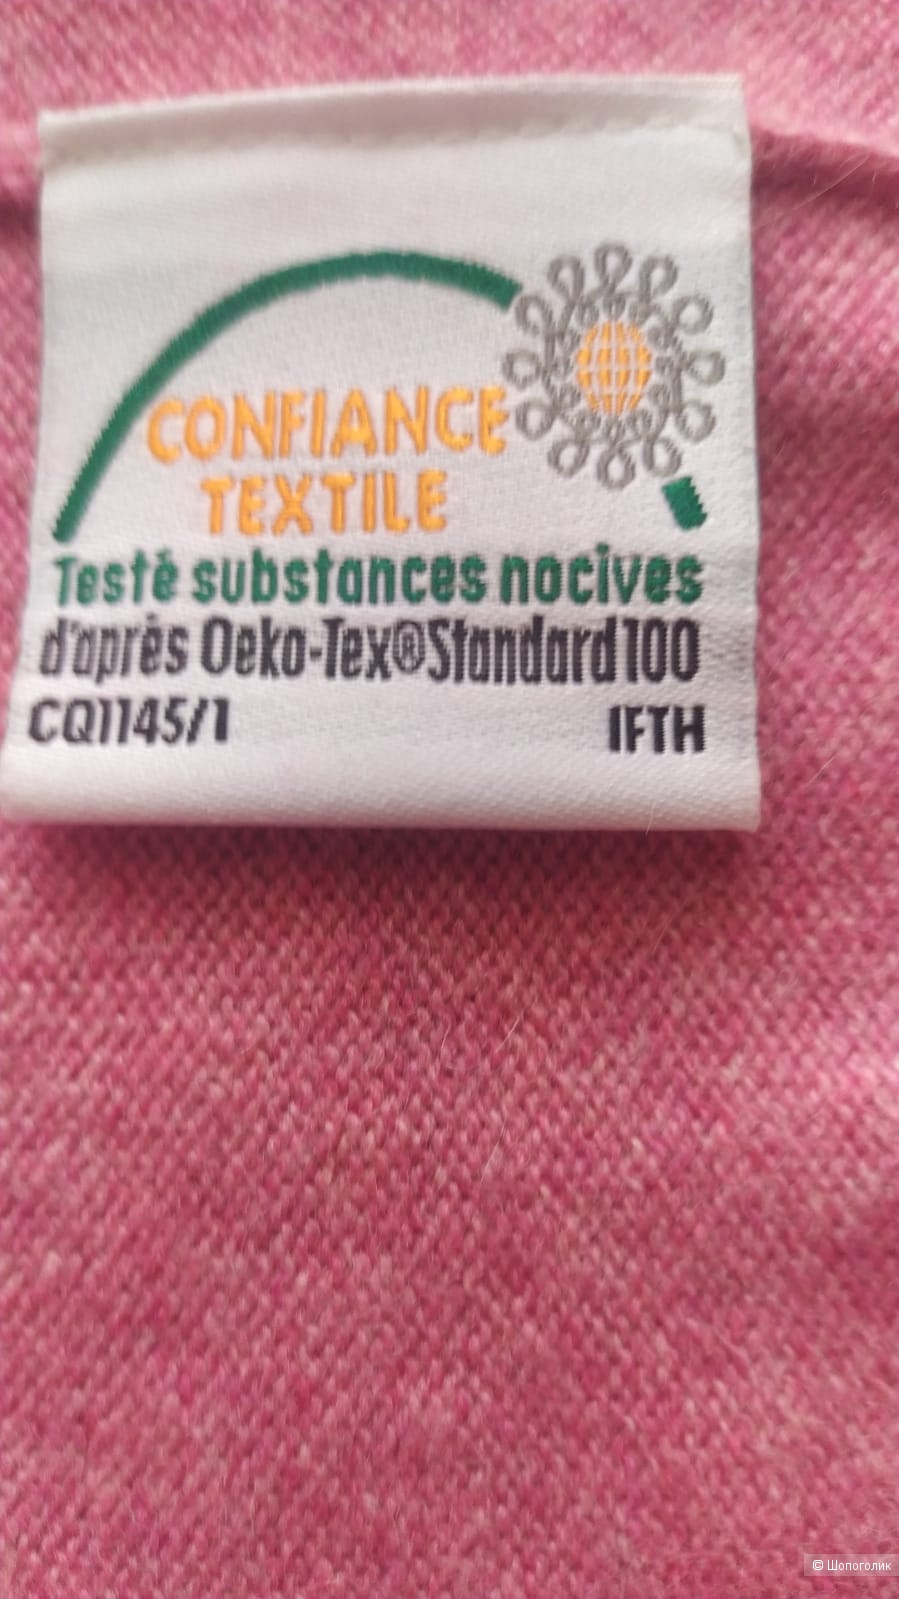 CONFIANCE
TEXTILE
Testé substances nocives
d'après Oeko-Tex®Standard 100
CQ1145/1 IFTH
© Шопоголик